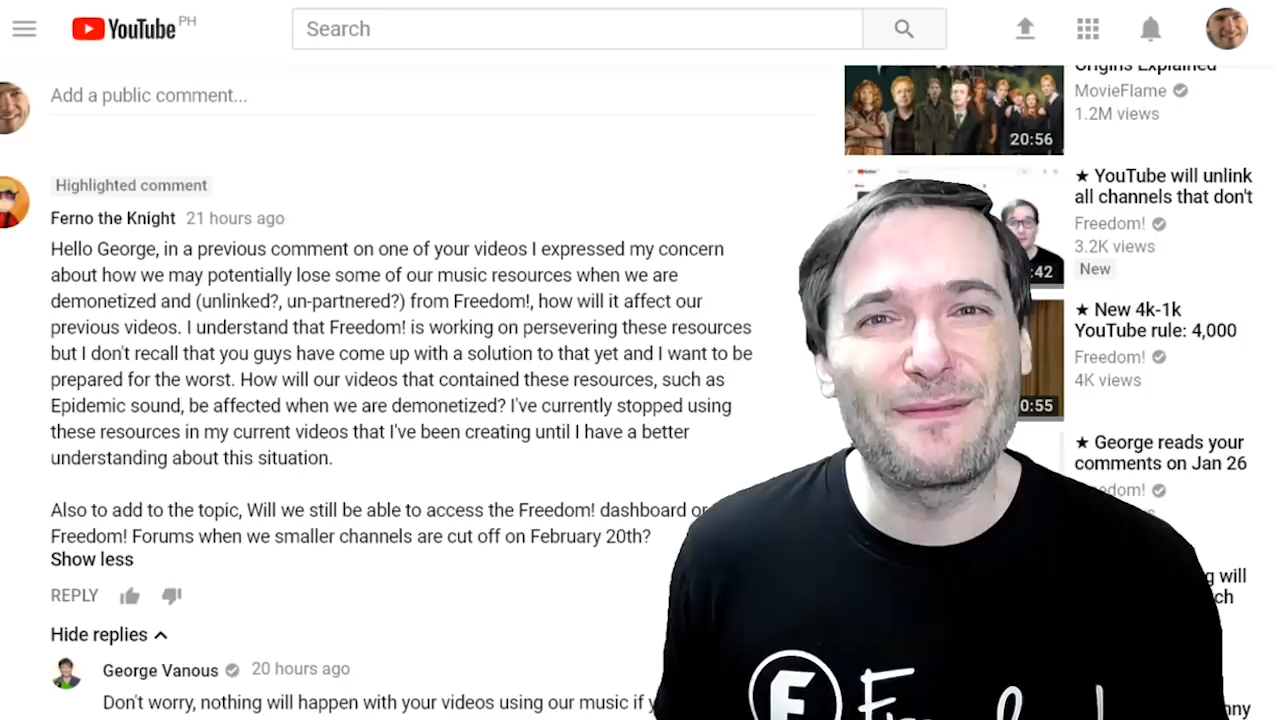 YouTube PH
Search
Add a public comment...
Origins Explained
MovieFlame
1.2M views
20:56
Highlighted comment
Ferno the Knight 21 hours ago
Hello George, in a previous comment on one of your videos I expressed my concern
about how we may potentially lose some of our music resources when we are
demonetized and (unlinked?, un-partnered?) from Freedom!, how will it affect our
previous videos. I understand that Freedom! is working on persevering these resources
but I don't recall that you guys have come up with a solution to that yet and I want to be
prepared for the worst. How will our videos that contained these resources, such as
Epidemic sound, be affected when we are demonetized? I've currently stopped using
these resources in my current videos that I've been creating until I have a better
understanding about this situation.
Also to add to the topic, Will we still be able to access the Freedom! dashboard or
Freedom! Forums when we smaller channels are cut off on February 20th?
Show less
REPLY
Hide replies
George Vanous 20 hours ago
Don't worry, nothing will happen with your videos using our music if
★ YouTube will unlink
all channels that don't
Freedom!
3.2K views
New
:42
★ New 4k-1k
YouTube rule: 4,000
Freedom!
4K views
0:55
★ George reads your
comments on Jan 26
edom!
g will
ch
nny
F